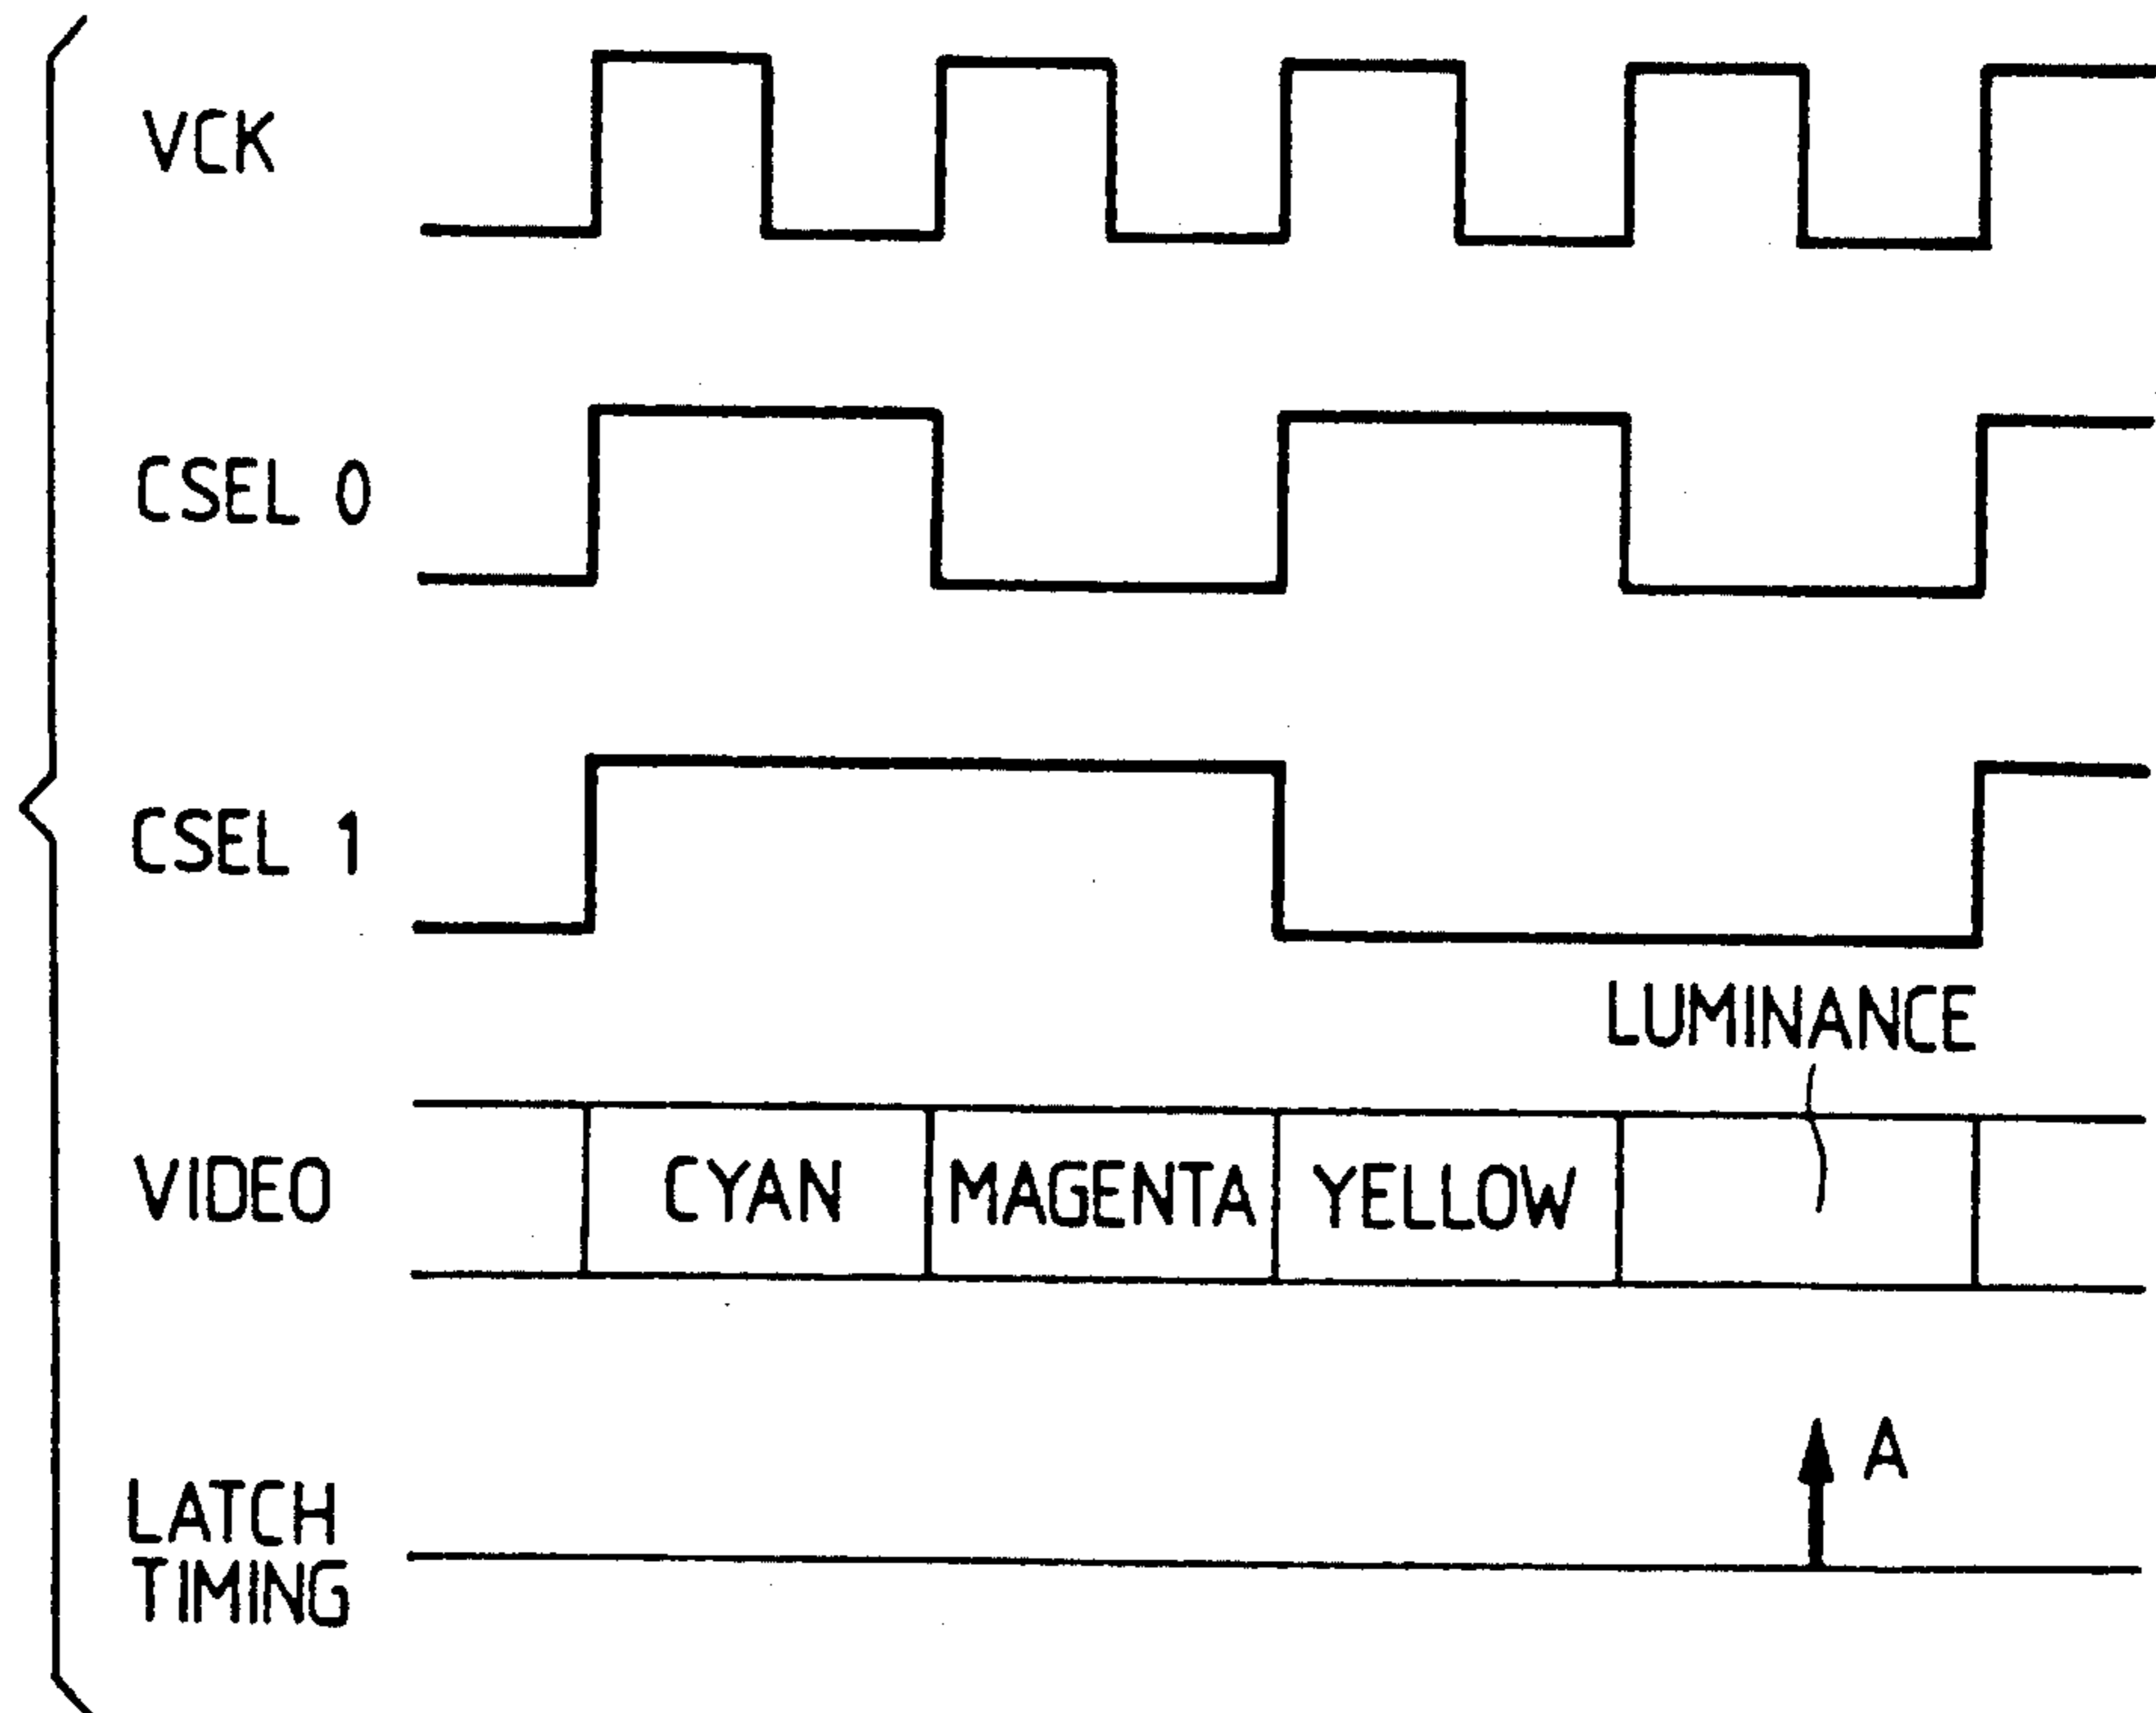 VCK
CSEL 0
CSEL 1
LUMINANCE
VIDEO CYAN MAGENTA YELLOW
A
LATCH
TIMING